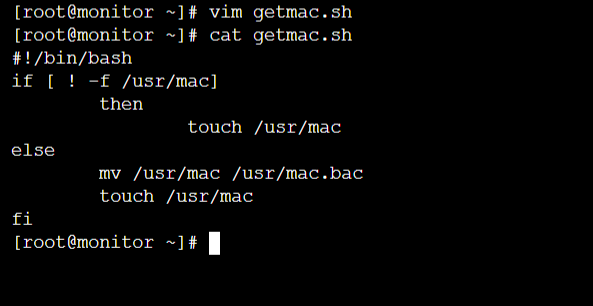 [root@monitor ~]# vim getmac.sh
[root@monitor ~]# cat getmac.sh
#!/bin/bash
if [ ! -f /usr/mac]
then
touch /usr/mac
else
mv /usr/mac /usr/mac.bac
touch /usr/mac
fi
[root@monitor ~]#